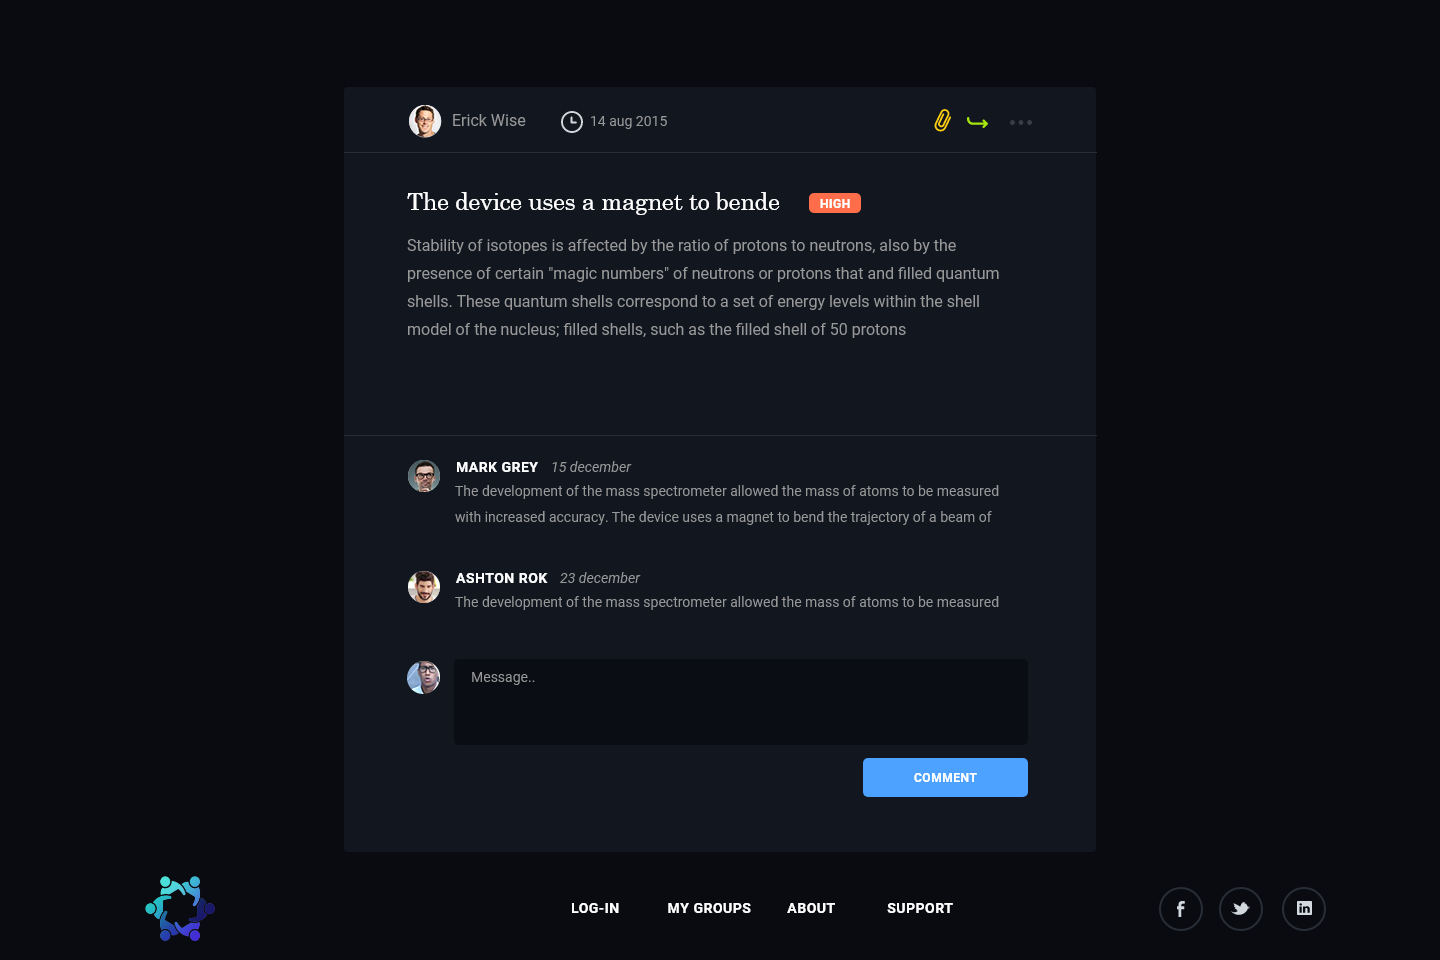 Erick Wise
14 aug 2015
The device uses a magnet to bende
HIGH
Stability of isotopes is affected by the ratio of protons to neutrons, also by the
presence of certain "magic numbers" of neutrons or protons that and filled quantum
shells. These quantum shells correspond to a set of energy levels within the shell
model of the nucleus; filled shells, such as the filled shell of 50 protons
MARK GREY 15 december
The development of the mass spectrometer allowed the mass of atoms to be measured
with increased accuracy. The device uses a magnet to bend the trajectory of a beam of
ASHTON ROK 23 december
The development of the mass spectrometer allowed the mass of atoms to be measured
Message..
COMMENT
LOG-IN
MY GROUPS
ABOUT
SUPPORT
f
in